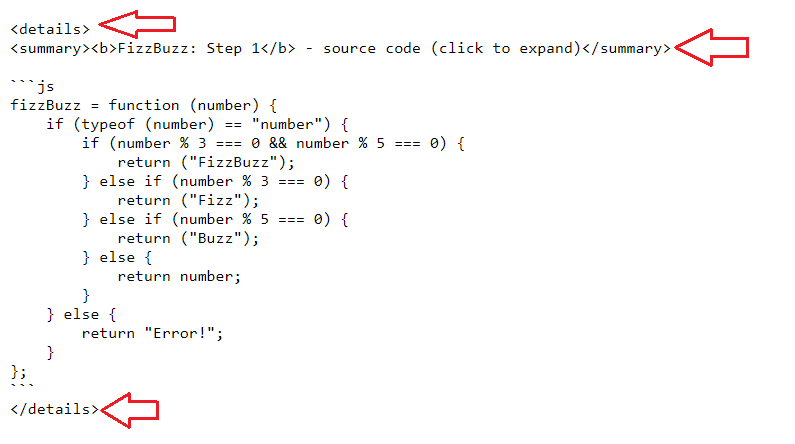 <details>
<summary><b>FizzBuzz: Step 1</b> - source code (click to expand)</summary>

```js
fizzBuzz = function (number) {
    if (typeof (number) == "number") {
        if (number % 3 === 0 && number % 5 === 0) {
            return ("FizzBuzz");
        } else if (number % 3 === 0) {
            return ("Fizz");
        } else if (number % 5 === 0) {
            return ("Buzz");
        } else {
            return number;
        }
    } else {
        return "Error!";
    }
};
```
</details>